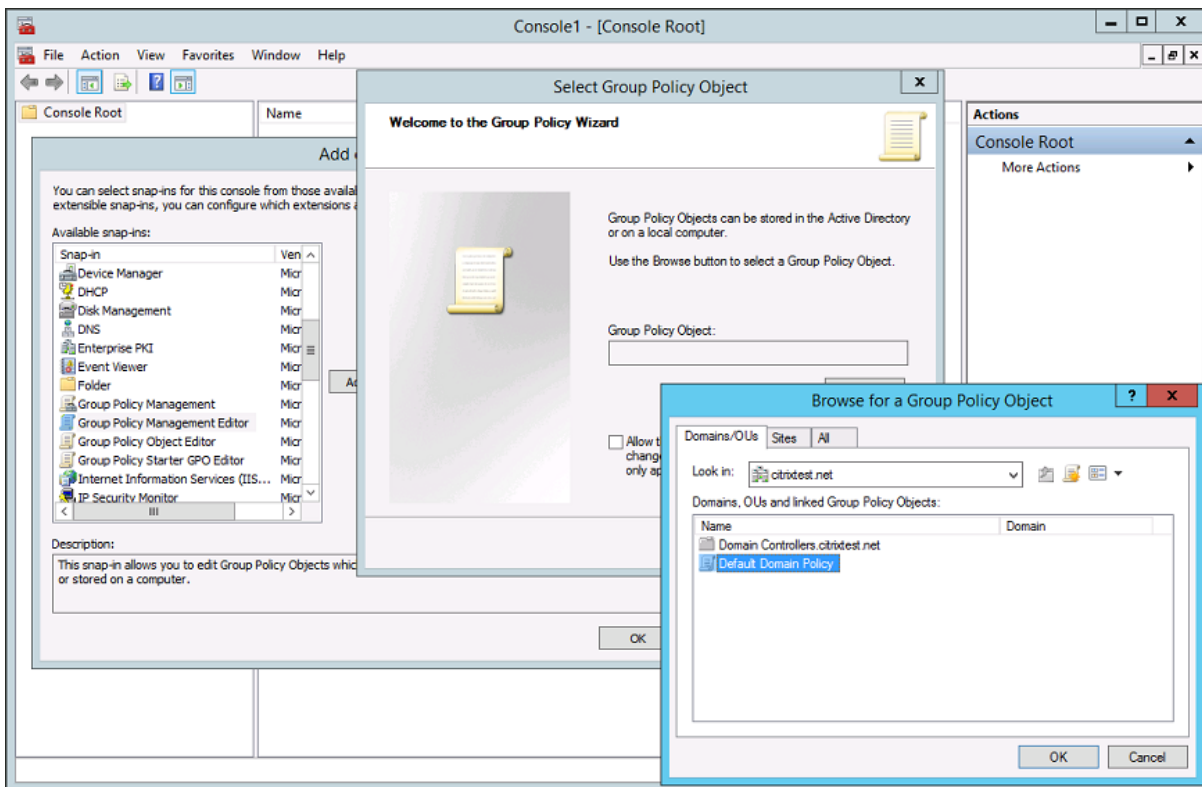 Console1 - [Console Root]
File Action View Favorites Window Help
Console Root
Name
Actions
Console Root
More Actions
Select Group Policy Object
Welcome to the Group Policy Wizard
Group Policy Objects can be stored in the Active Directory
or on a local computer.
Use the Browse button to select a Group Policy Object.
Group Policy Object:
Allow
only
Add
You can select snap-ins for this console from those
extensible snap-ins, you can configure which extensions
Available snap-ins:
Snap-in Ven
Device Manager Micr
DHCP Micr
Disk Management Micr
DNS Micr
Enterprise PKI Micr
Event Viewer Micr
Folder Micr
Group Policy Management Micr
Group Policy Management Editor Micr
Group Policy Object Editor Micr
Group Policy Starter GPO Editor Micr
Internet Information Services (IIS... Micr
IP Security Monitor Micr
Description:
This snap-in allows you to edit Group Policy Objects
or stored on a computer.
OK
Browse for a Group Policy Object
Domains/OUs Sites All
Look in: citrixtest.net
Domains, OUs and linked Group Policy Objects:
Name Domain
Domain Controllers.citrixtest.net
Default Domain Policy
OK Cancel